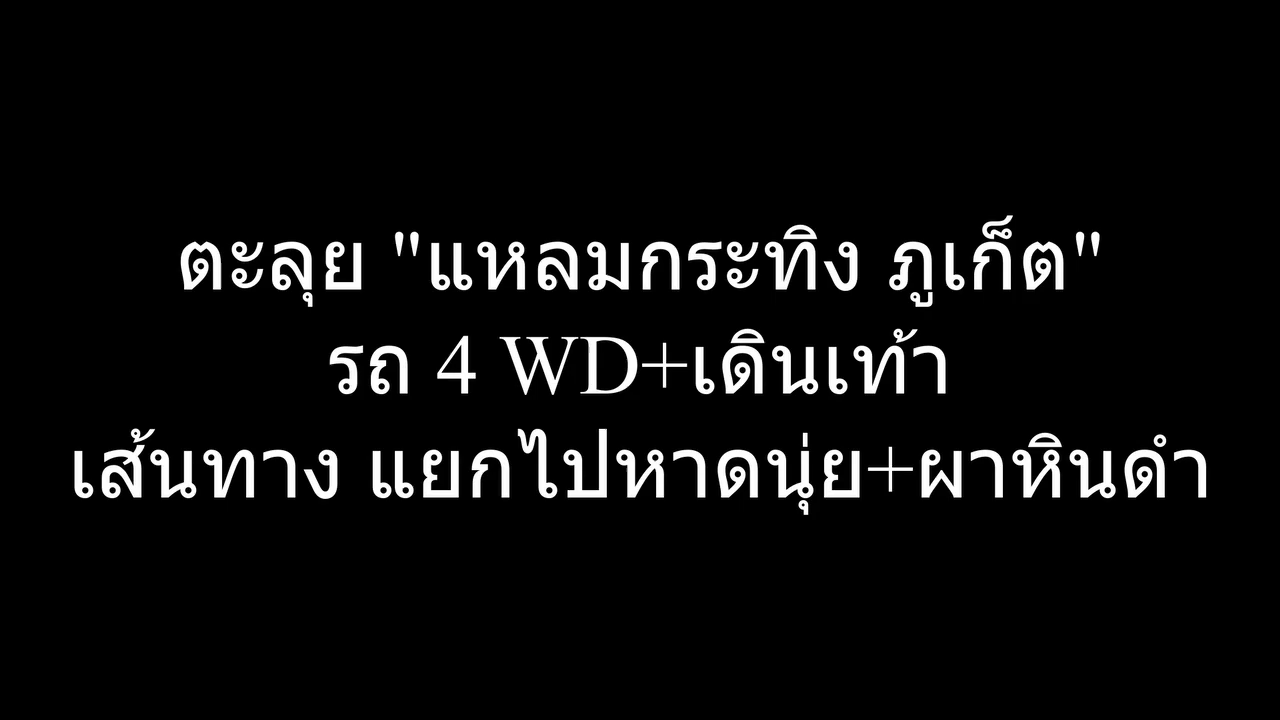 ตะลุย "แหลมกระทิง ภูเก็ต"
รถ 4 WD+เดินเท้า
เส้นทาง แยกไปหาดนุ่ย+ผาหินดำ